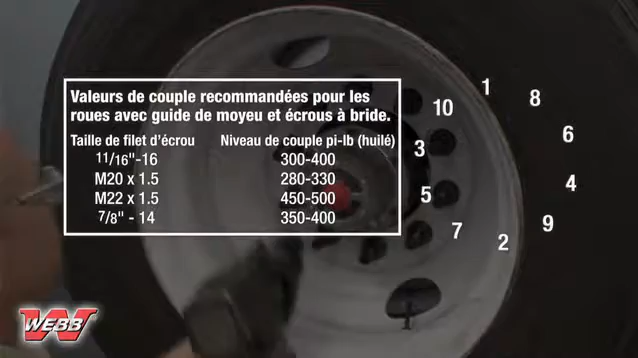 Valeurs de couple recommandées pour les
roues avec guide de moyeu et écrous à bride.
Taille de filet d'écrou Niveau de couple pi-lb (huilé)
11/16"-16 300-400
M20 x 1.5 280-330
M22 x 1.5 450-500
7/8" - 14 350-400
1
8
10
6
3
4
5
9
7
2
WEBB